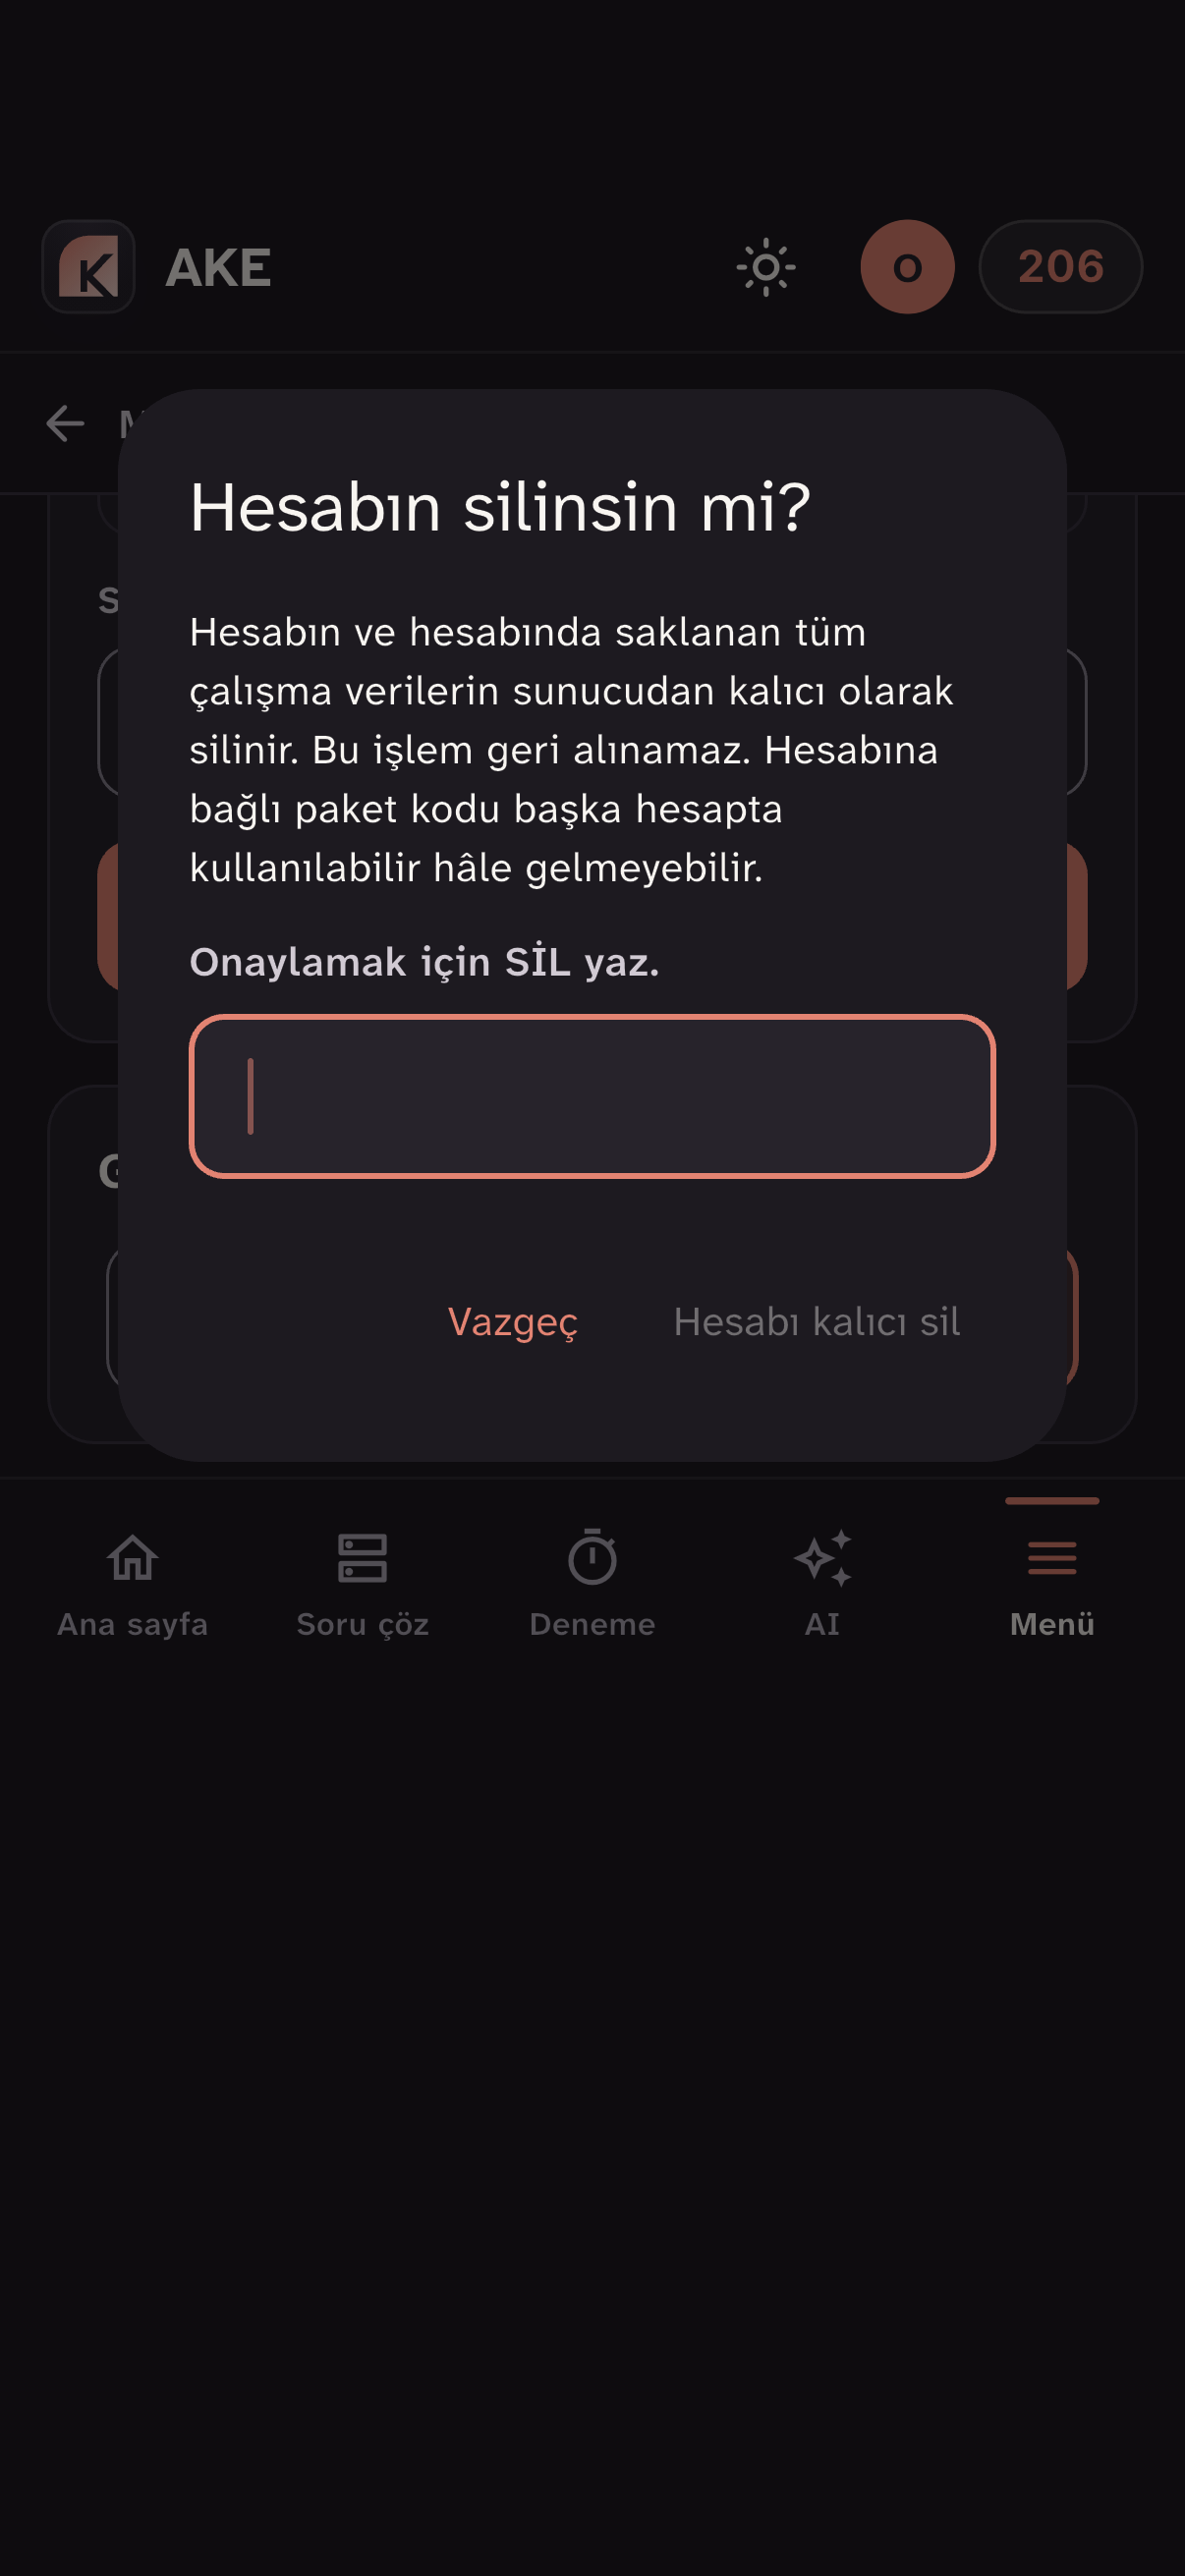 AKE
O
206
Hesabın silinsin mi?
Hesabın ve hesabında saklanan tüm
çalışma verilerin sunucudan kalıcı olarak
silinir. Bu işlem geri alınamaz. Hesabına
bağlı paket kodu başka hesapta
kullanılabilir hâle gelmeyebilir.
Onaylamak için SİL yaz.
Vazgeç
Hesabı kalıcı sil
Ana sayfa
Soru çöz
Deneme
AI
Menü